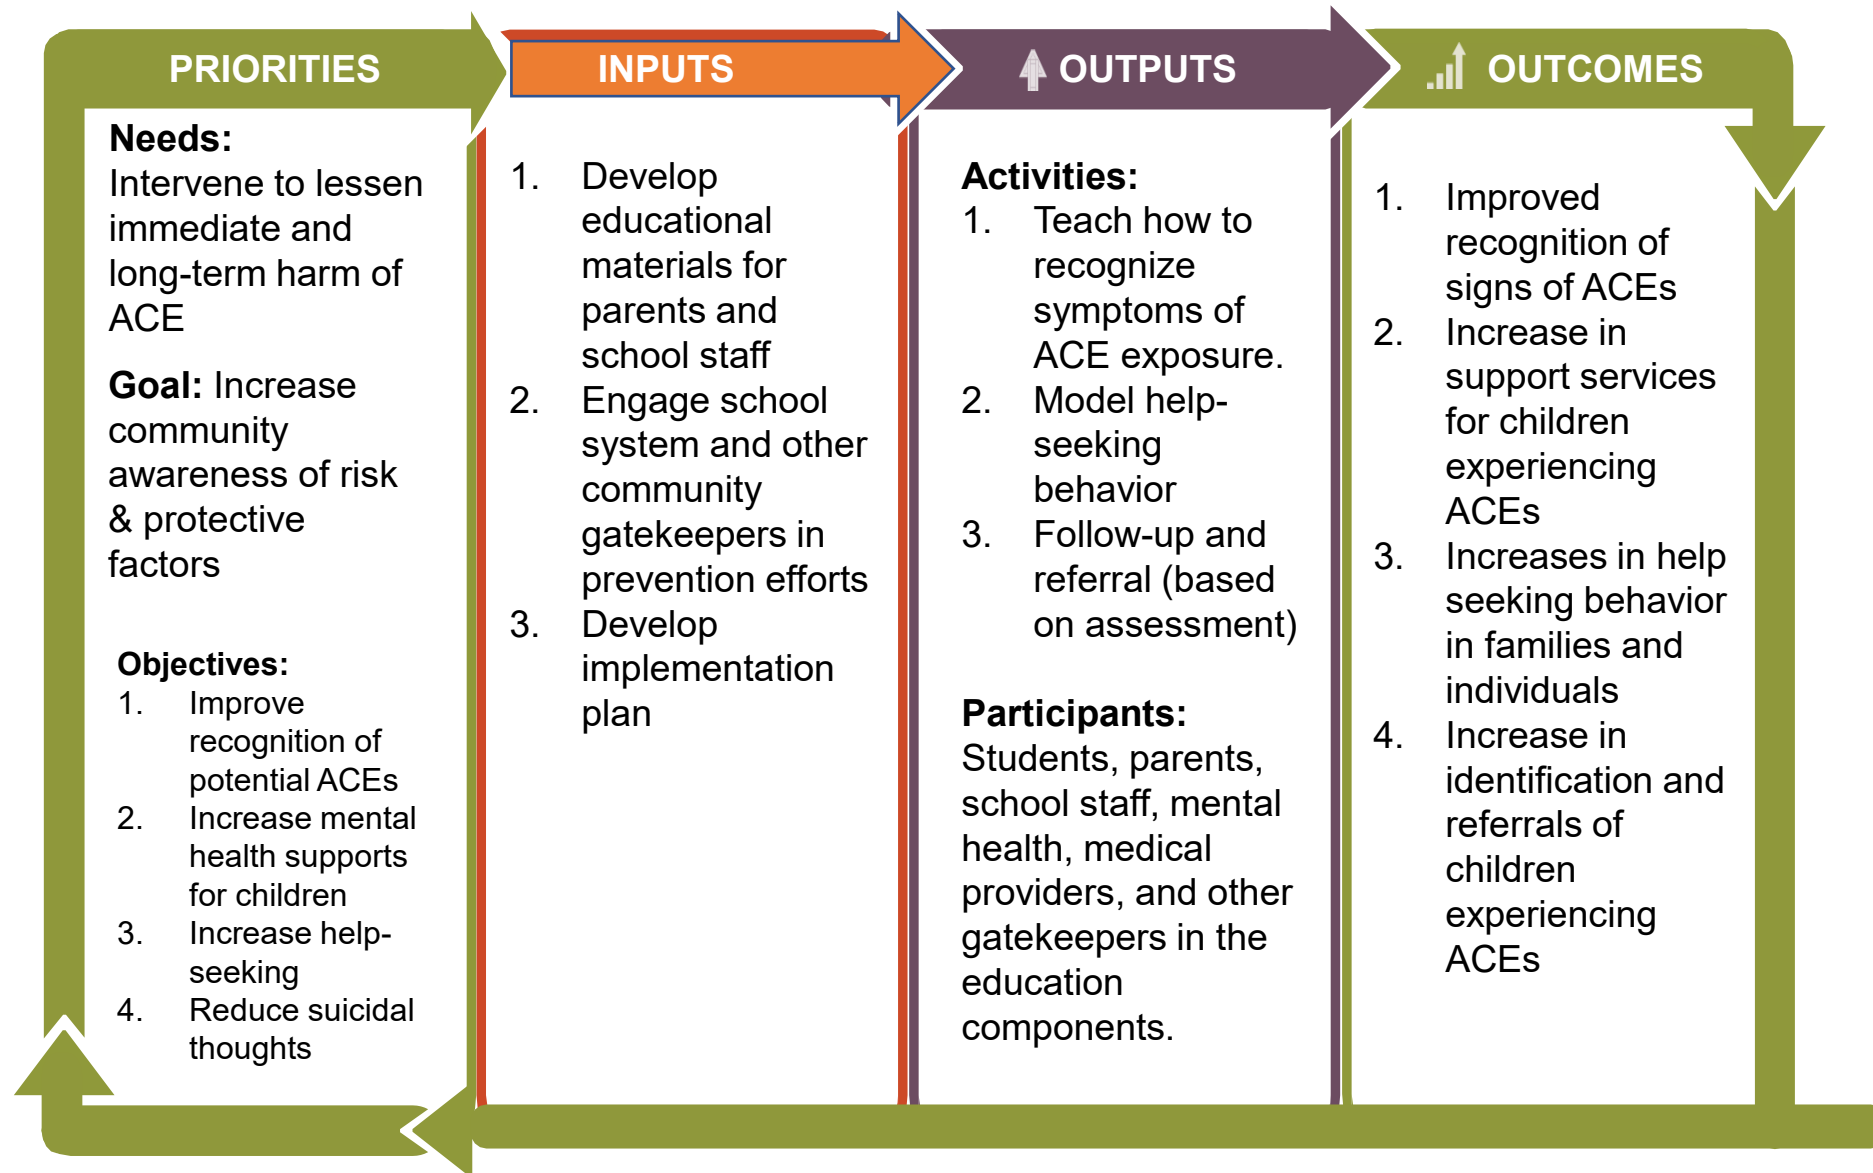 PRIORITIES
Needs:
Intervene to lessen
immediate and
long-term harm of
ACE
Goal: Increase
community
awareness of risk
& protective
factors
Objectives:
1. Improve
recognition of
potential ACEs
2. Increase mental
health supports
for children
3. Increase help-
seeking
4. Reduce suicidal
thoughts
INPUTS
1. Develop
educational
materials for
parents and
school staff
2. Engage school
system and other
community
gatekeepers in
prevention efforts
3. Develop
implementation
plan
OUTPUTS
Activities:
1. Teach how to
recognize
symptoms of
ACE exposure.
2. Model help-
seeking
behavior
3. Follow-up and
referral (based
on assessment)
Participants:
Students, parents,
school staff, mental
health, medical
providers, and other
gatekeepers in the
education
components.
OUTCOMES
1. Improved
recognition of
signs of ACEs
2. Increase in
support services
for children
experiencing
ACEs
3. Increases in help
seeking behavior
in families and
individuals
4. Increase in
identification and
referrals of
children
experiencing
ACEs